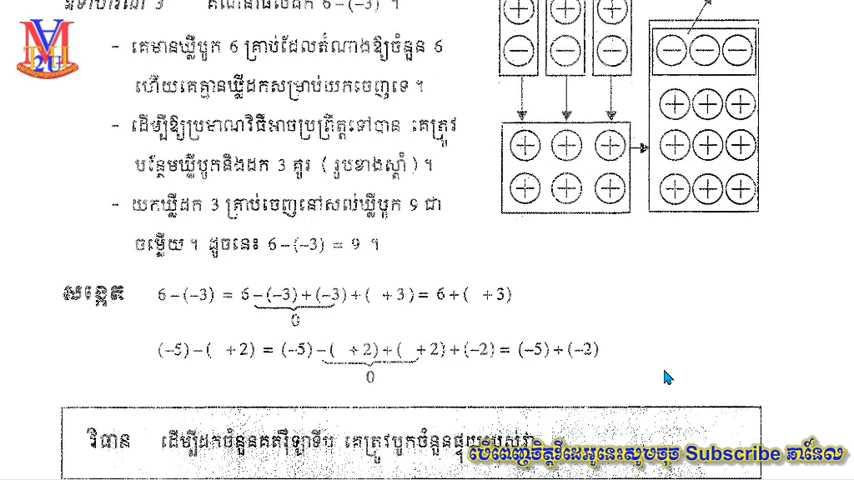 ឧទាហរណ៍ 3 គណនាផលដក 6–(–3) ។
– គេមានឃ្លីបូក 6 គ្រាប់ដែលតំណាងឱ្យចំនួន 6
ហើយគេគ្មានឃ្លីដកសម្រាប់យកចេញទេ ។
– ដើម្បីឱ្យប្រមាណវិធីអាចប្រព្រឹត្តទៅបាន គេត្រូវ
បន្ថែមឃ្លីបូកនិងដក 3 គូរ ( រូបខាងស្តាំ ) ។
– យកឃ្លីដក 3 គ្រាប់ចេញនៅសល់ឃ្លីបូក 9 ជា
ចម្លើយ ។ ដូចនេះ 6–(–3) = 9 ។
+ + +
– – –
+ + +
+ + +
– – –
+ + +
+ + +
+ + +
សង្កេត 6–(–3) = 6–(–3)+(–3)+( +3) = 6+( +3)
0
(–5)–( +2) = (–5)–( +2)+( +2)+(–2) = (–5)+(–2)
0
វិធាន ដើម្បីដកចំនួនគត់រ៉ឺឡាទីប គេត្រូវបូកចំនួនផ្ទុយរបស់វា
បើពេញចិត្តវីដេអូនេះសូមចុច Subscribe ឆានែល